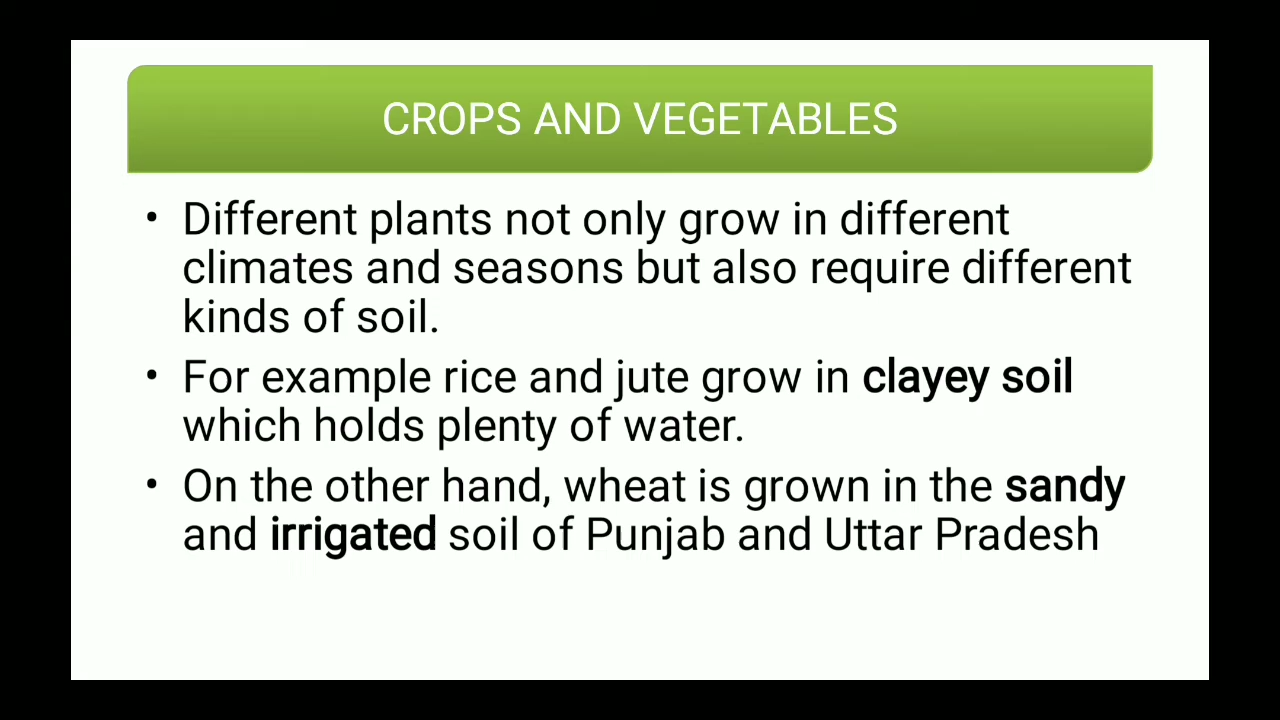 CROPS AND VEGETABLES
• Different plants not only grow in different
climates and seasons but also require different
kinds of soil.
• For example rice and jute grow in clayey soil
which holds plenty of water.
• On the other hand, wheat is grown in the sandy
and irrigated soil of Punjab and Uttar Pradesh